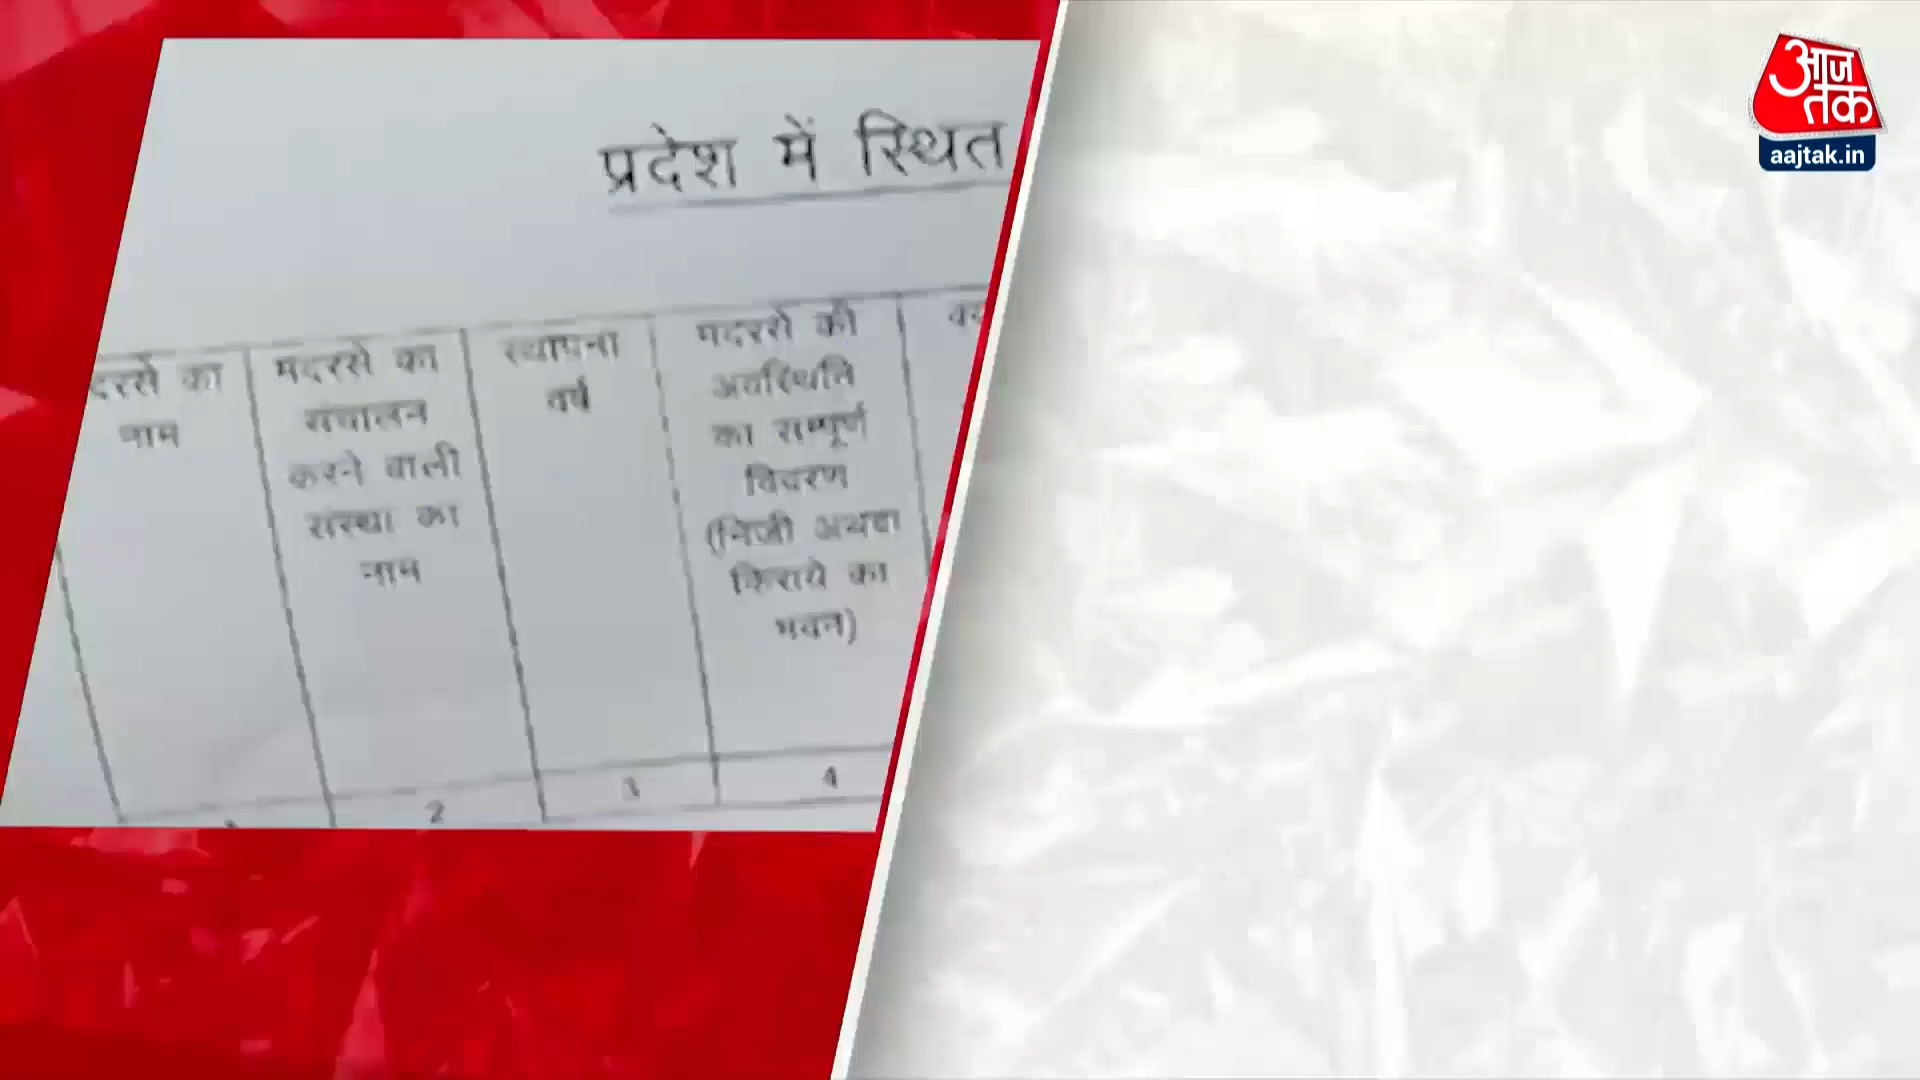 प्रदेश में स्थित
दरसे का
नाम
मदरसे का
संचालन
करने वाली
संस्था का
नाम
स्थापना
वर्ष
मदरसे की
अवस्थिति
का सम्पूर्ण
विवरण
(निजी अथवा
किराये का
भवन)
2
3
4
आज
तक
aajtak.in